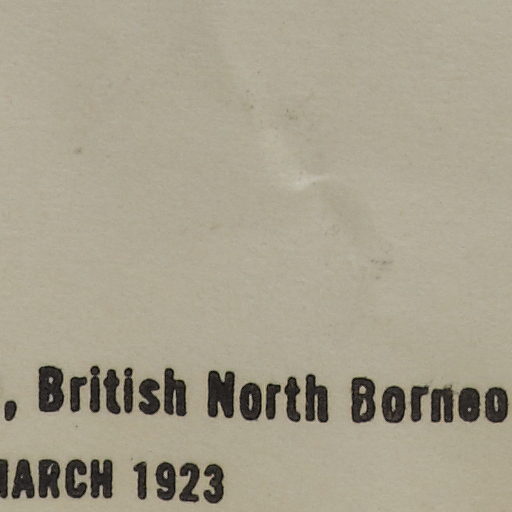 , British North Borneo
MARCH 1923